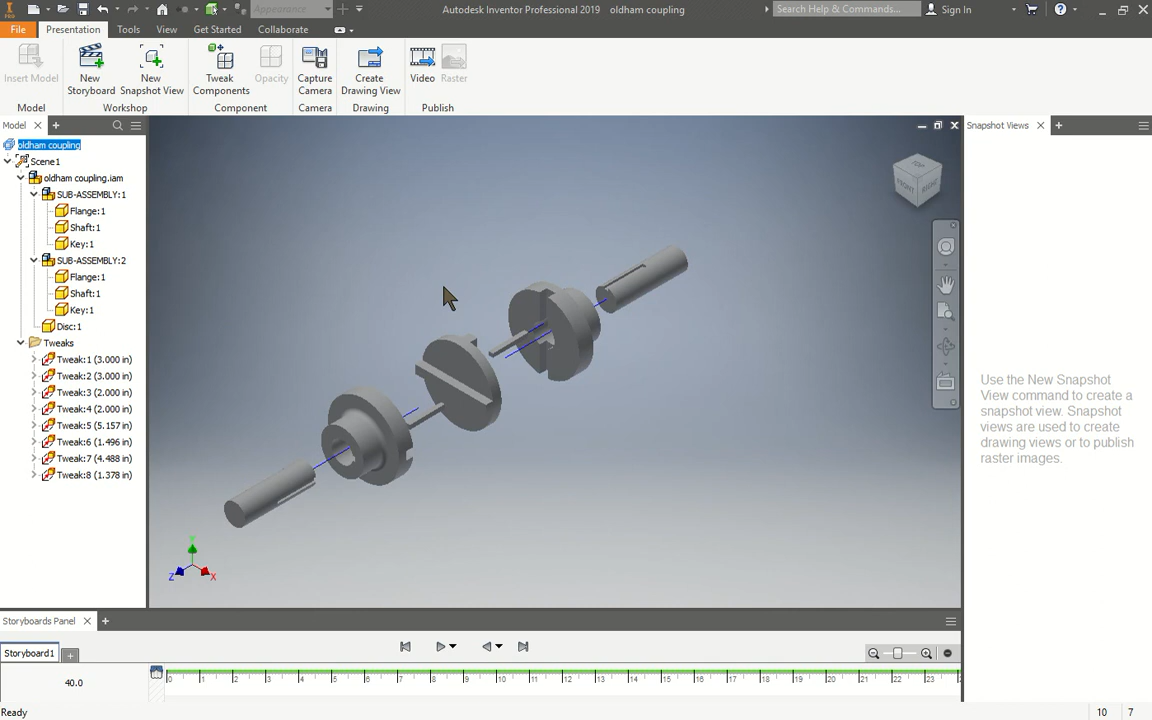 Appearance
Autodesk Inventor Professional 2019 oldham coupling
Search Help & Commands...
Sign In
File Presentation Tools View Get Started Collaborate
Insert Model
New Storyboard
New Snapshot View
Tweak Components
Opacity
Capture Camera
Create Drawing View
Video
Raster
Model Workshop Component Camera Drawing Publish
Model
Snapshot Views
oldham coupling
Scene1
oldham coupling.iam
SUB-ASSEMBLY:1
Flange:1
Shaft:1
Key:1
SUB-ASSEMBLY:2
Flange:1
Shaft:1
Key:1
Disc:1
Tweaks
Tweak:1 (3.000 in)
Tweak:2 (3.000 in)
Tweak:3 (2.000 in)
Tweak:4 (2.000 in)
Tweak:5 (5.157 in)
Tweak:6 (1.496 in)
Tweak:7 (4.488 in)
Tweak:8 (1.378 in)
TOP
FRONT
RIGHT
Use the New Snapshot
View command to create a
snapshot view. Snapshot
views are used to create
drawing views or to publish
raster images.
Y
Z X
Storyboards Panel
Storyboard1
40.0
0 1 2 3 4 5 6 7 8 9 10 11 12 13 14 15 16 17 18 19 20 21 22 23
Ready
10 7